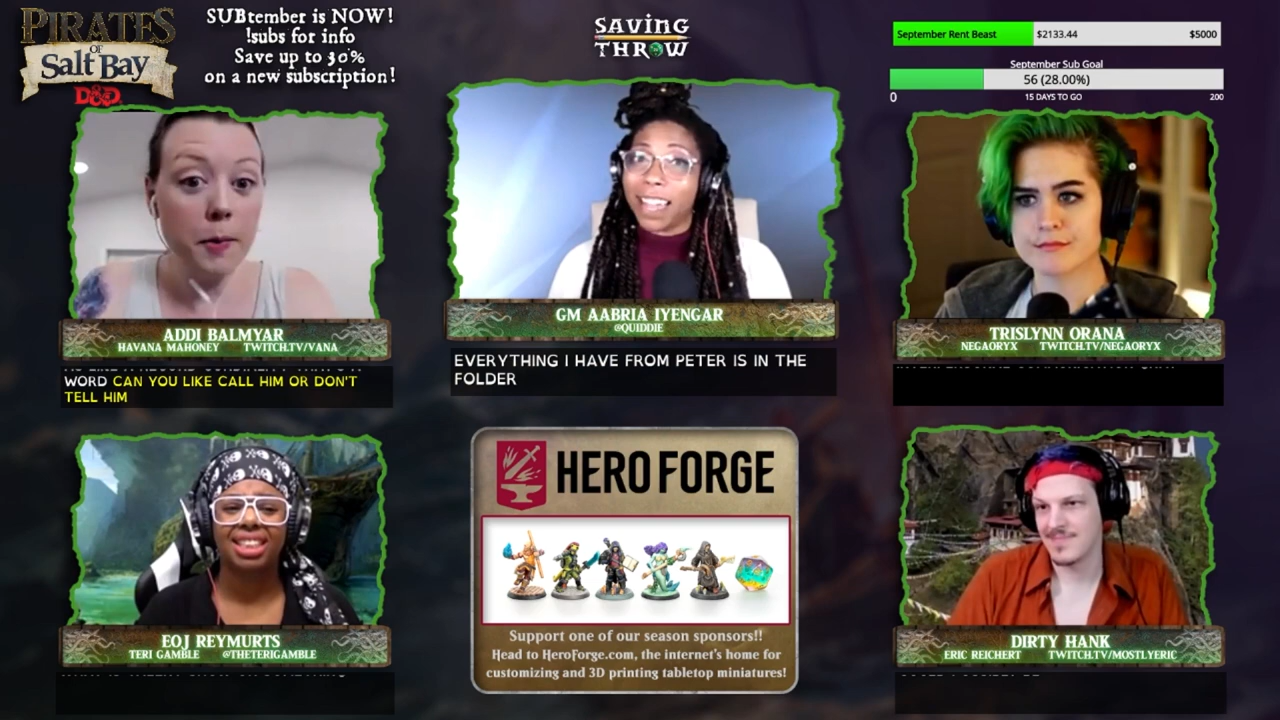 PIRATES
OF
Salt Bay
D&D
SUBtember is NOW!
!subs for info
Save up to 30%
on a new subscription!
SAVING
THROW
September Rent Beast $2133.44 $5000
September Sub Goal
56 (28.00%)
0 15 DAYS TO GO 200
ADDI BALMYAR
HAVANA MAHONEY TWITCH.TV/VANA
WORD CAN YOU LIKE CALL HIM OR DON'T
TELL HIM
GM AABRIA IYENGAR
@QUIDDIE
EVERYTHING I HAVE FROM PETER IS IN THE
FOLDER
TRISLYNN ORANA
NEGAORYX TWITCH.TV/NEGAORYX
EOJ REYMURTS
TERI GAMBLE @THETERIGAMBLE
HERO FORGE
Support one of our season sponsors!!
Head to HeroForge.com, the internet's home for
customizing and 3D printing tabletop miniatures!
DIRTY HANK
ERIC REICHERT TWITCH.TV/MOSTLYERIC